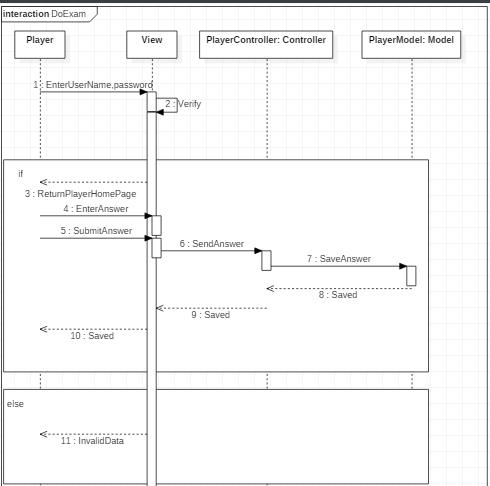 interaction DoExam
Player
View
PlayerController: Controller
PlayerModel: Model
1 : EnterUserName,password
2 : Verify
if
3 : ReturnPlayerHomePage
4 : EnterAnswer
5 : SubmitAnswer
6 : SendAnswer
7 : SaveAnswer
8 : Saved
9 : Saved
10 : Saved
else
11 : InvalidData